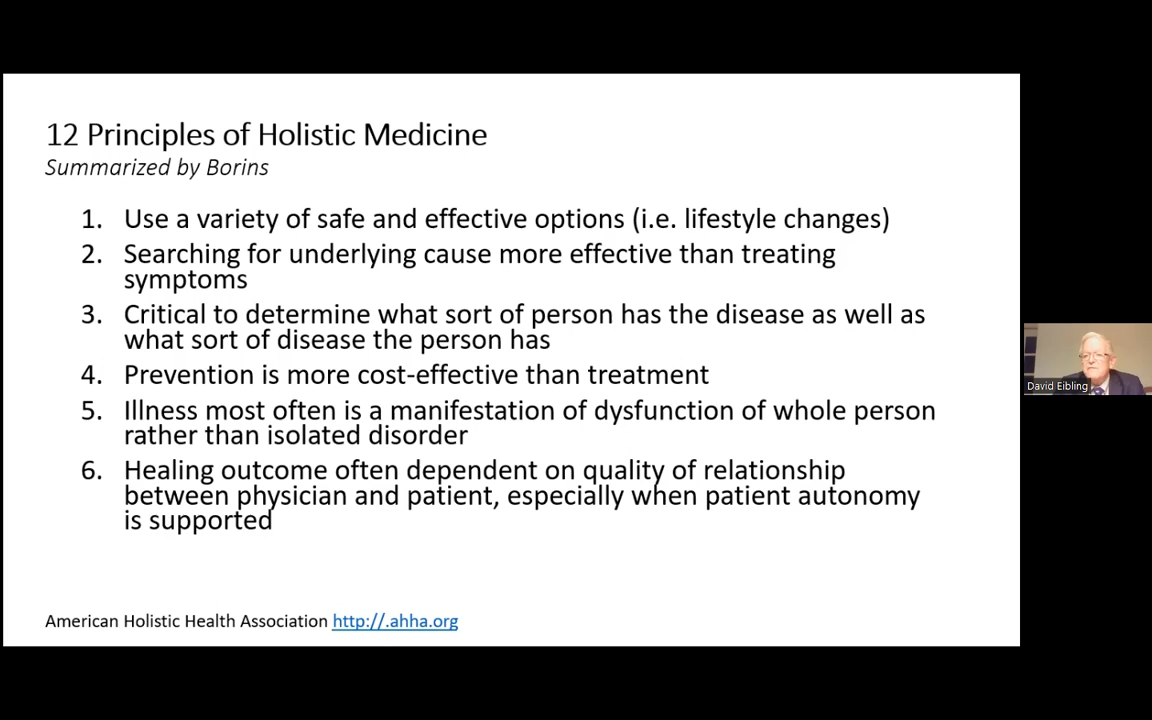 12 Principles of Holistic Medicine
Summarized by Borins
1. Use a variety of safe and effective options (i.e. lifestyle changes)
2. Searching for underlying cause more effective than treating
symptoms
3. Critical to determine what sort of person has the disease as well as
what sort of disease the person has
4. Prevention is more cost-effective than treatment
5. Illness most often is a manifestation of dysfunction of whole person
rather than isolated disorder
6. Healing outcome often dependent on quality of relationship
between physician and patient, especially when patient autonomy
is supported
David Eibling
American Holistic Health Association http://.ahha.org